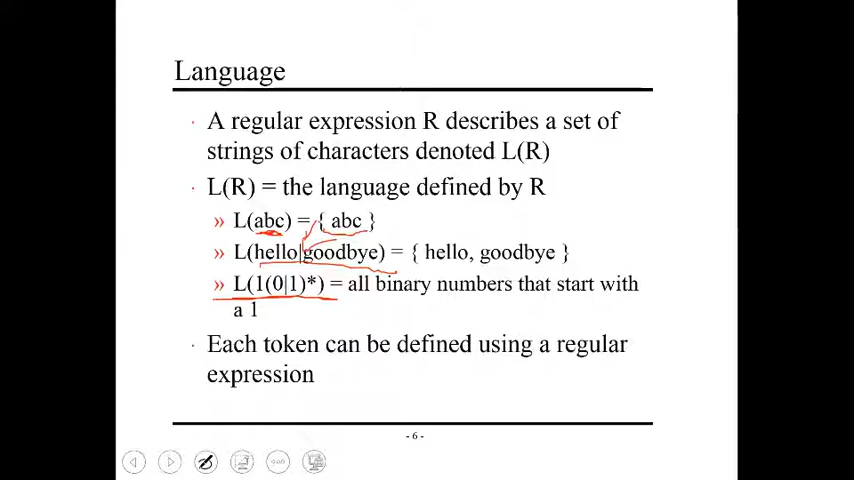 Language
· A regular expression R describes a set of
strings of characters denoted L(R)
· L(R) = the language defined by R
» L(abc) = { abc }
» L(hello|goodbye) = { hello, goodbye }
» L(1(0|1)*) = all binary numbers that start with
a 1
· Each token can be defined using a regular
expression
- 6 -